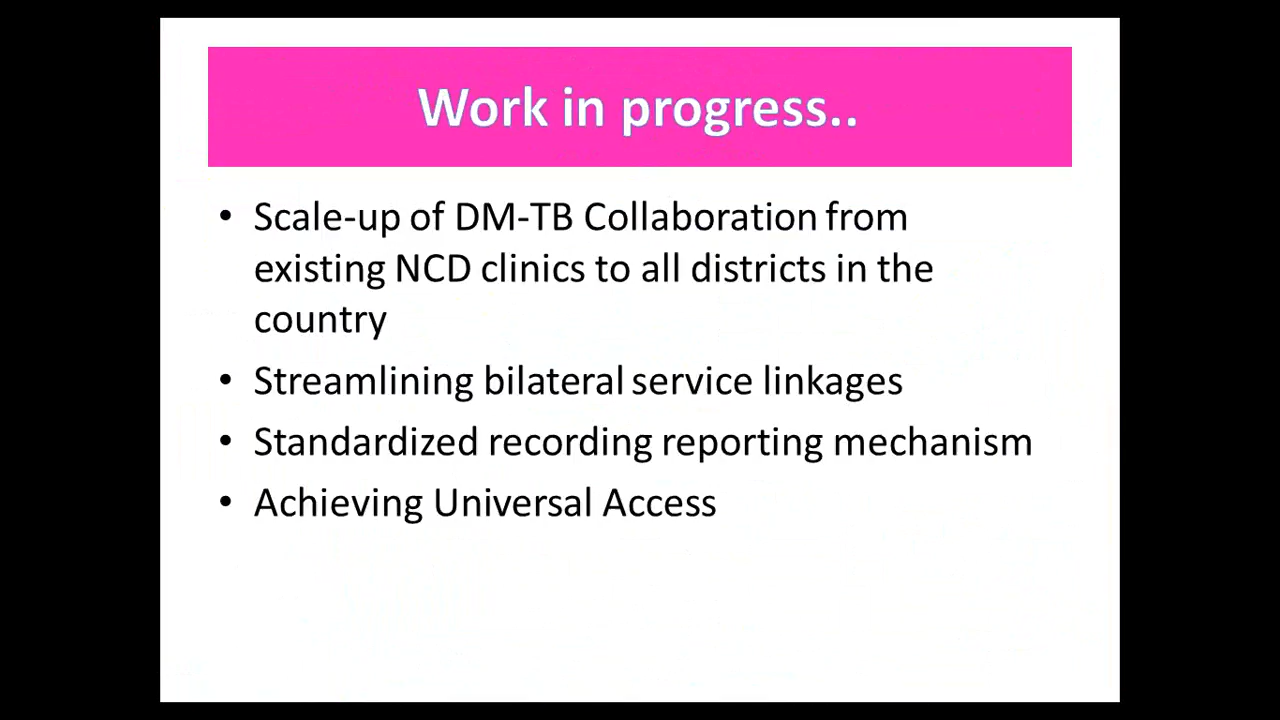 Work in progress..
• Scale-up of DM-TB Collaboration from
existing NCD clinics to all districts in the
country
• Streamlining bilateral service linkages
• Standardized recording reporting mechanism
• Achieving Universal Access